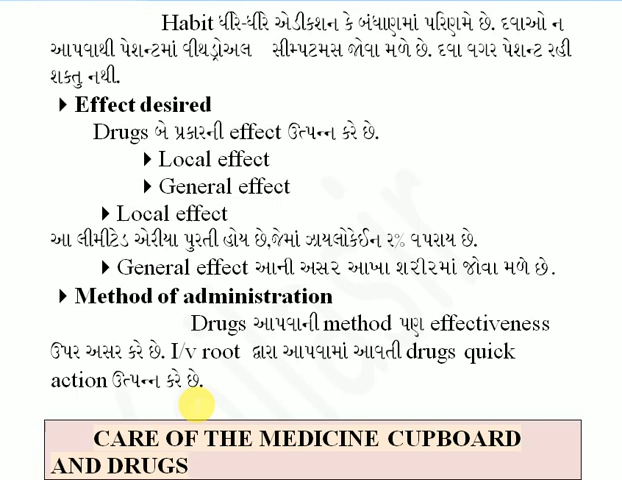 Habit ધીરે-ધીરે એડીકશન કે બંધાણમાં પરિણમે છે. દવાઓ ન
આપવાથી પેશન્ટમાં વીથડ્રોઅલ સીમ્પટમસ જોવા મળે છે. દવા વગર પેશન્ટ રહી
શકતુ નથી.
Effect desired
Drugs બે પ્રકારની effect ઉત્પન્ન કરે છે.
Local effect
General effect
Local effect
આ લીમીટેડ એરીયા પુરતી હોય છે,જેમાં ઝાયલોકેઈન ૨% વપરાય છે.
General effect આની અસર આખા શરીરમાં જોવા મળે છે.
Method of administration
Drugs આપવાની method પણ effectiveness
ઉપર અસર કરે છે. I/v root દ્વારા આપવામાં આવતી drugs quick
action ઉત્પન્ન કરે છે.
CARE OF THE MEDICINE CUPBOARD
AND DRUGS